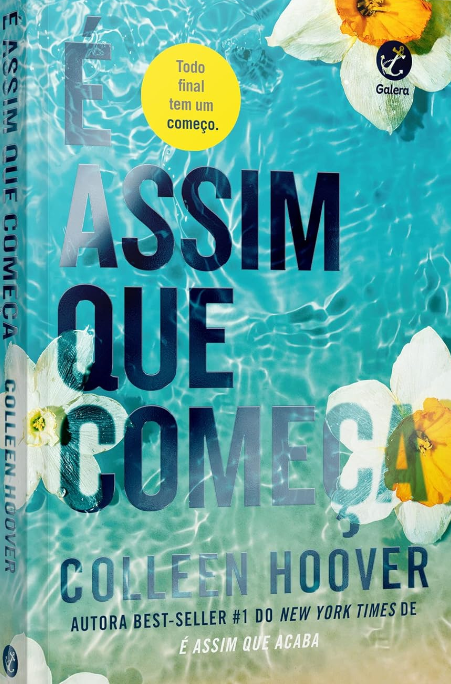 É ASSIM QUE COMEÇA COLLEEN HOOVER
Todo
final
tem um
começo.
Galera
É
ASSIM
QUE
COMEÇA
COLLEEN HOOVER
AUTORA BEST-SELLER #1 DO NEW YORK TIMES DE
É ASSIM QUE ACABA